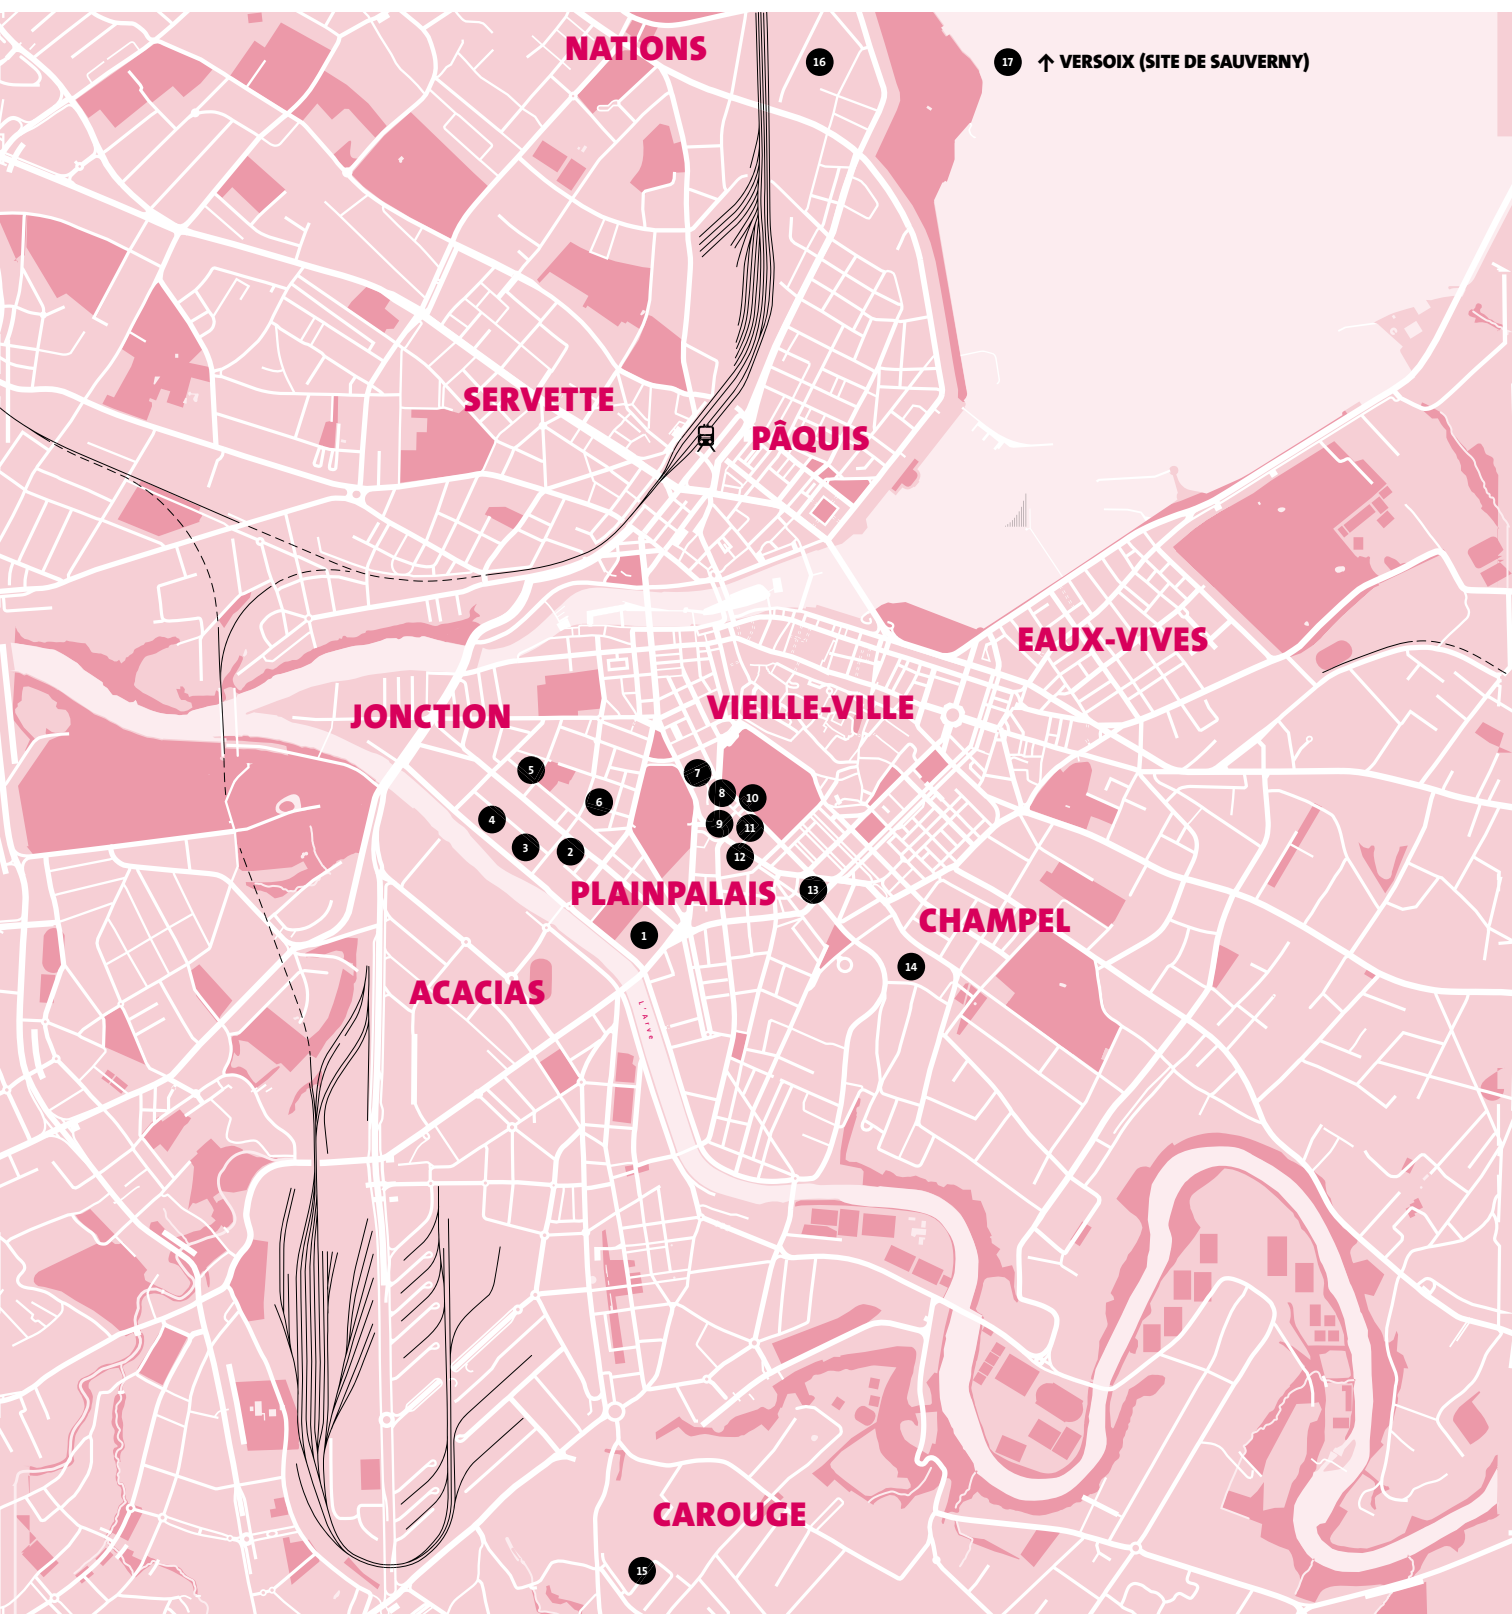 NATIONS
16
17
↑ VERSOIX (SITE DE SAUVERNY)
SERVETTE
PÂQUIS
EAUX-VIVES
JONCTION
VIEILLE-VILLE
5
7
8
10
6
4
9
11
3
2
12
PLAINPALAIS
13
CHAMPEL
1
14
ACACIAS
L'Arve
CAROUGE
15